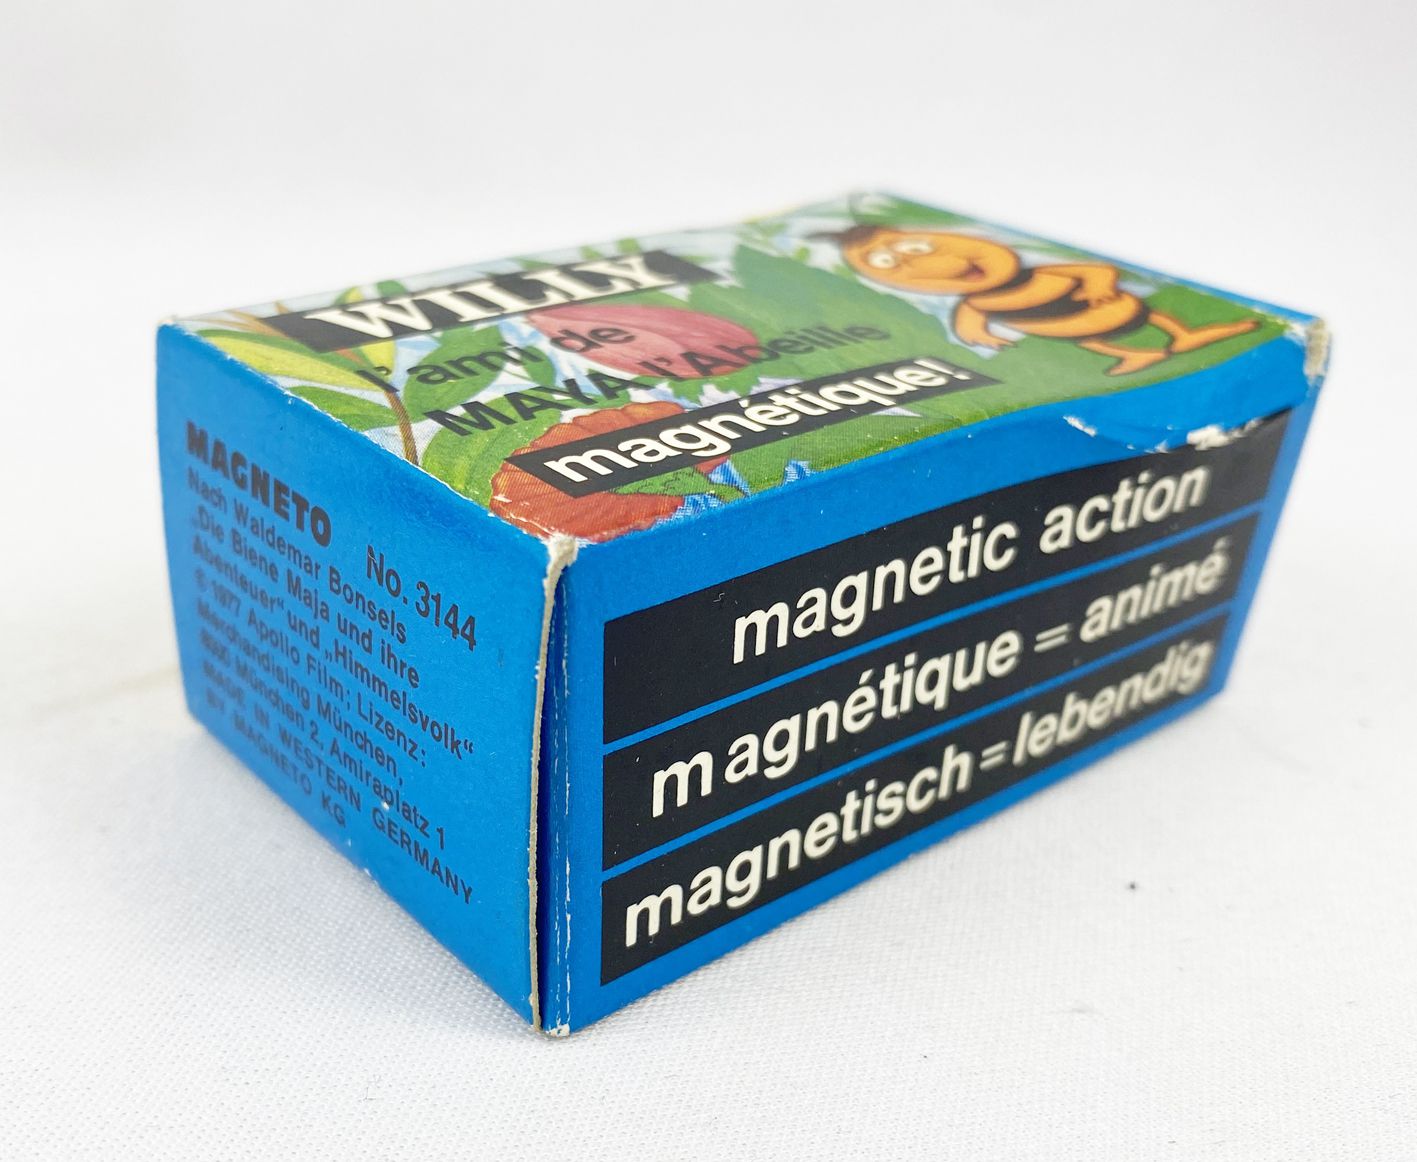 WILLY
l'ami de
MAYA l'Abeille
magnétique!
MAGNETO No. 3144
Nach Waldemar Bonsels
„Die Biene Maja und ihre
Abenteuer“ und „Himmelsvolk“
© 1977 Apollo Film; Lizenz:
Merchandising München,
8000 München 2, Amiraplatz 1
MADE IN WESTERN GERMANY
BY MAGNETO KG
magnetic action
magnétique = animé
magnetisch = lebendig